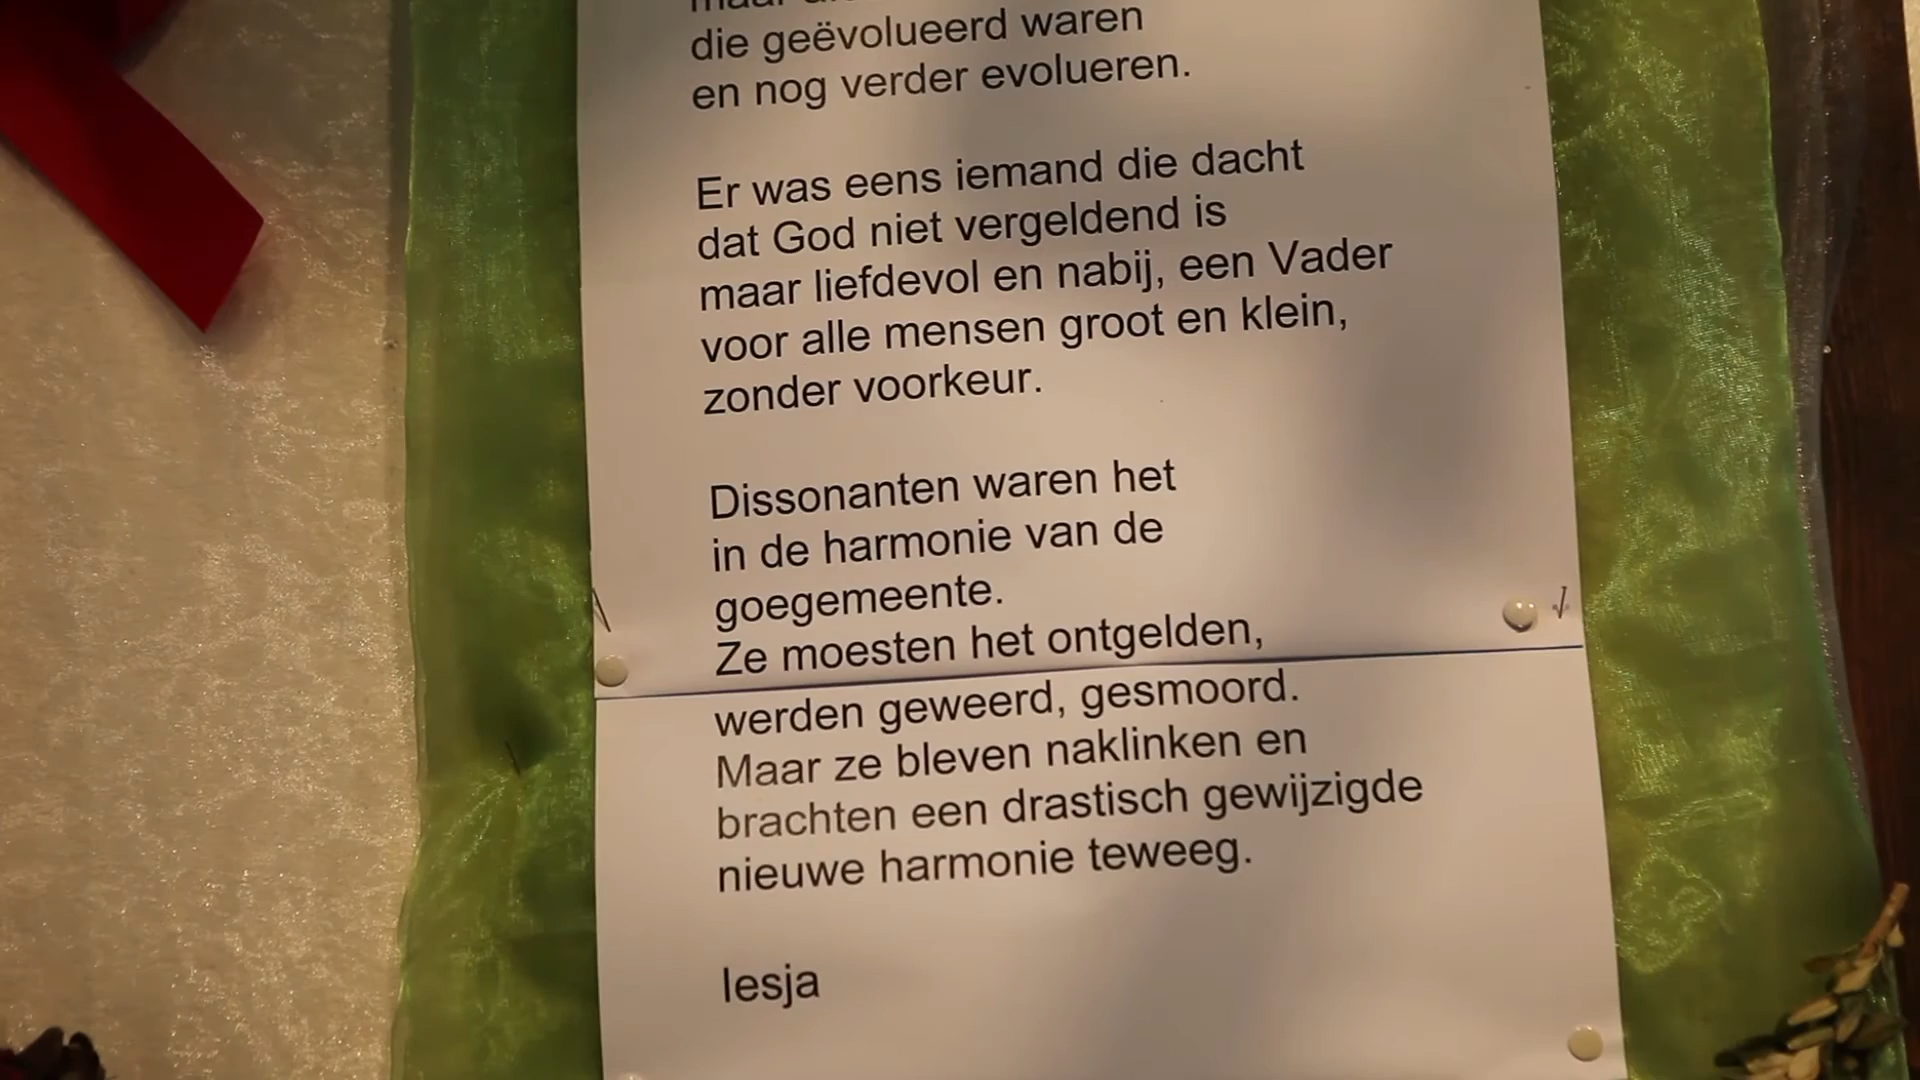 die geëvolueerd waren
en nog verder evolueren.
Er was eens iemand die dacht
dat God niet vergeldend is
maar liefdevol en nabij, een Vader
voor alle mensen groot en klein,
zonder voorkeur.
Dissonanten waren het
in de harmonie van de
goegemeente.
Ze moesten het ontgelden,
werden geweerd, gesmoord.
Maar ze bleven naklinken en
brachten een drastisch gewijzigde
nieuwe harmonie teweeg.
Iesja